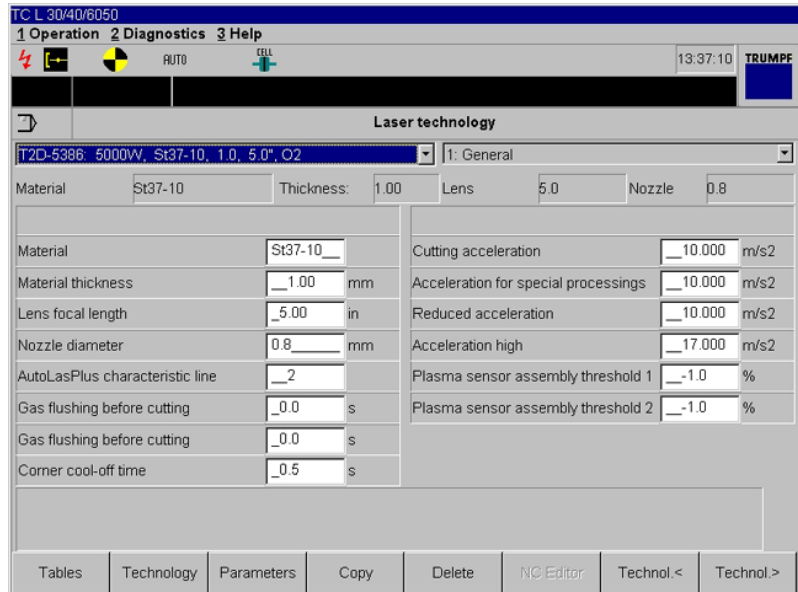 TC L 30/40/6050
1 Operation 2 Diagnostics 3 Help
AUTO CELL 13:37:10 TRUMPF
Laser technology
T2D-5386: 5000W, St37-10, 1.0, 5.0", O2 1: General
Material St37-10 Thickness: 1.00 Lens 5.0 Nozzle 0.8
Material St37-10__ Cutting acceleration __10.000 m/s2
Material thickness __1.00 mm Acceleration for special processings __10.000 m/s2
Lens focal length _5.00 in Reduced acceleration __10.000 m/s2
Nozzle diameter 0.8_____ mm Acceleration high __17.000 m/s2
AutoLasPlus characteristic line __2 Plasma sensor assembly threshold 1 __-1.0 %
Gas flushing before cutting _0.0 s Plasma sensor assembly threshold 2 __-1.0 %
Gas flushing before cutting _0.0 s
Corner cool-off time _0.5 s
Tables Technology Parameters Copy Delete NC Editor Technol.< Technol.>